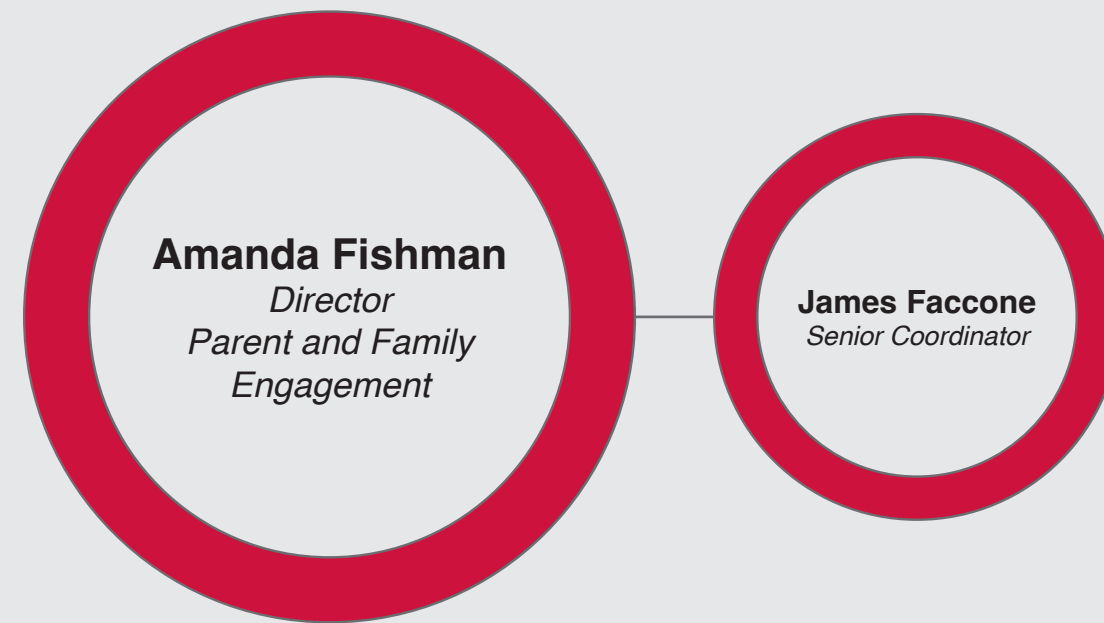 Amanda Fishman
Director
Parent and Family
Engagement
James Faccone
Senior Coordinator